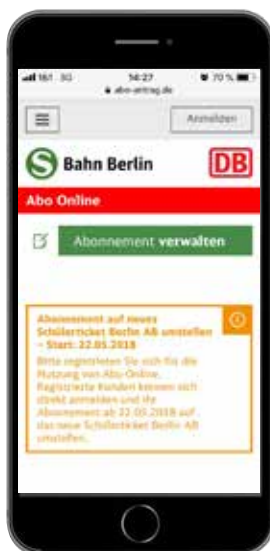 14:27
70 %
abo-antrag.de
Anmelden
S Bahn Berlin
DB
Abo Online
Abonnement verwalten
Abonnement auf neues
Schülerticket Berlin AB umstellen
– Start: 22.05.2018
Bitte registrieren Sie sich für die
Nutzung von Abo-Online.
Registrierte Kunden können sich
direkt anmelden und ihr
Abonnement ab 22.05.2018 auf
das neue Schülerticket Berlin AB
umstellen.